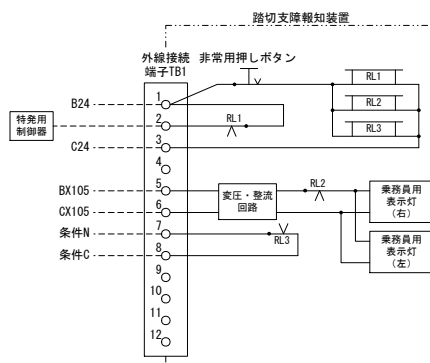 踏切支障報知装置
外線接続
端子TB1
非常用押しボタン
特発用
制御器
B24
C24
BX105
CX105
条件N
条件C
1
2
3
4
5
6
7
8
9
10
11
12
RL1
RL1
RL2
RL3
変圧・整流
回路
RL2
RL3
乗務員用
表示灯
(右)
乗務員用
表示灯
(左)